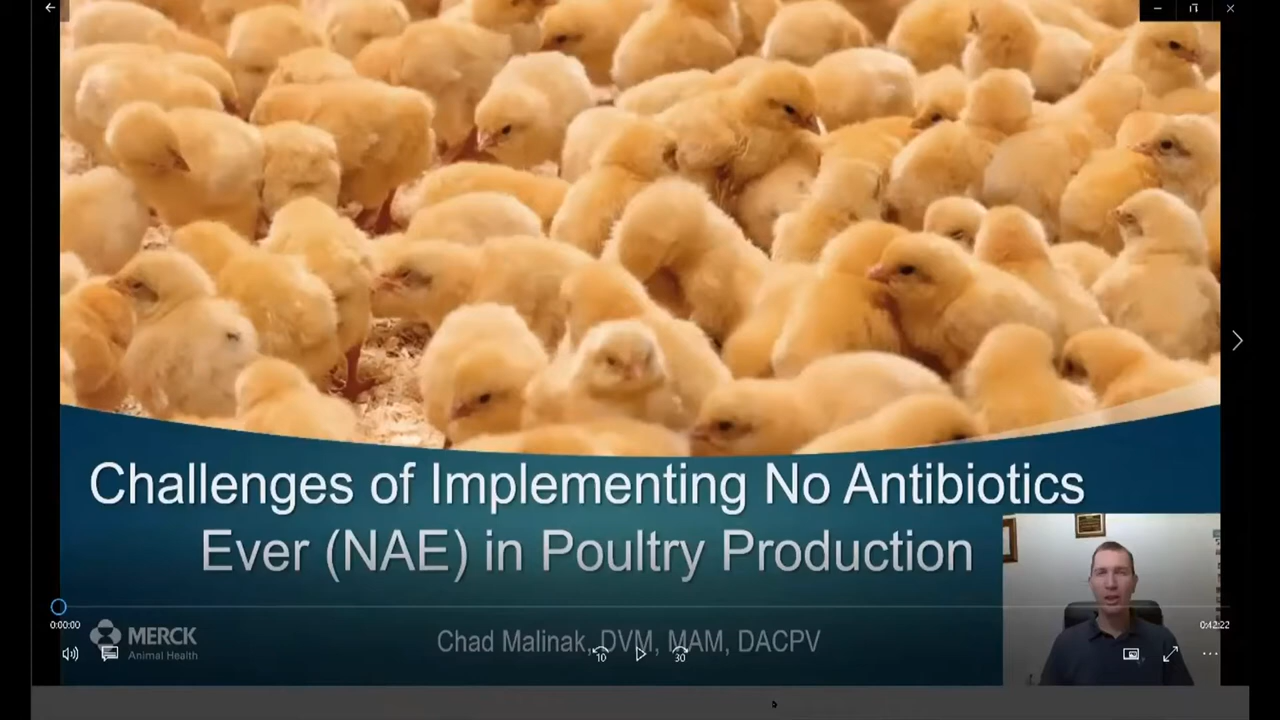 Challenges of Implementing No Antibiotics
Ever (NAE) in Poultry Production
0:00:00
0:42:22
MERCK
Animal Health
Chad Malinak, DVM, MAM, DACPV
10
30